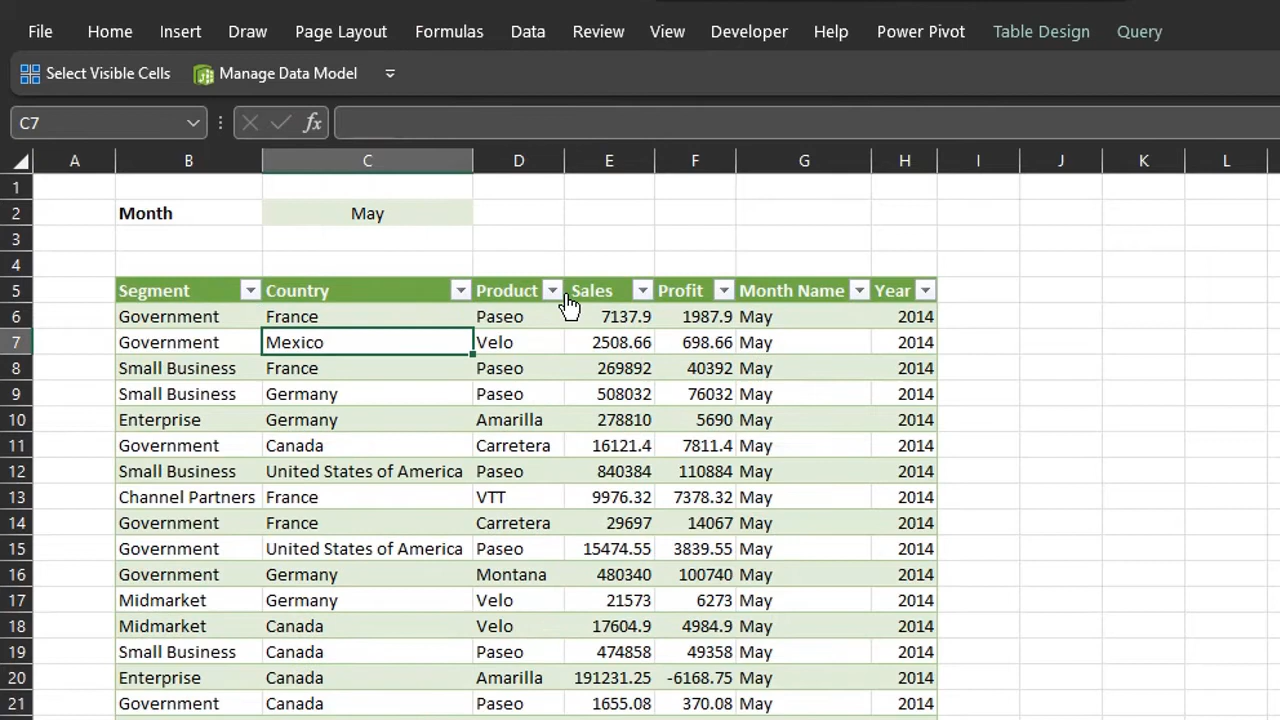 File Home Insert Draw Page Layout Formulas Data Review View Developer Help Power Pivot Table Design Query
Select Visible Cells Manage Data Model
C7 fx
A B C D E F G H I J K L
1
2 Month May
3
4
5 Segment Country Product Sales Profit Month Name Year
6 Government France Paseo 7137.9 1987.9 May 2014
7 Government Mexico Velo 2508.66 698.66 May 2014
8 Small Business France Paseo 269892 40392 May 2014
9 Small Business Germany Paseo 508032 76032 May 2014
10 Enterprise Germany Amarilla 278810 5690 May 2014
11 Government Canada Carretera 16121.4 7811.4 May 2014
12 Small Business United States of America Paseo 840384 110884 May 2014
13 Channel Partners France VTT 9976.32 7378.32 May 2014
14 Government France Carretera 29697 14067 May 2014
15 Government United States of America Paseo 15474.55 3839.55 May 2014
16 Government Germany Montana 480340 100740 May 2014
17 Midmarket Germany Velo 21573 6273 May 2014
18 Midmarket Canada Velo 17604.9 4984.9 May 2014
19 Small Business Canada Paseo 474858 49358 May 2014
20 Enterprise Canada Amarilla 191231.25 -6168.75 May 2014
21 Government Canada Paseo 1655.08 370.08 May 2014